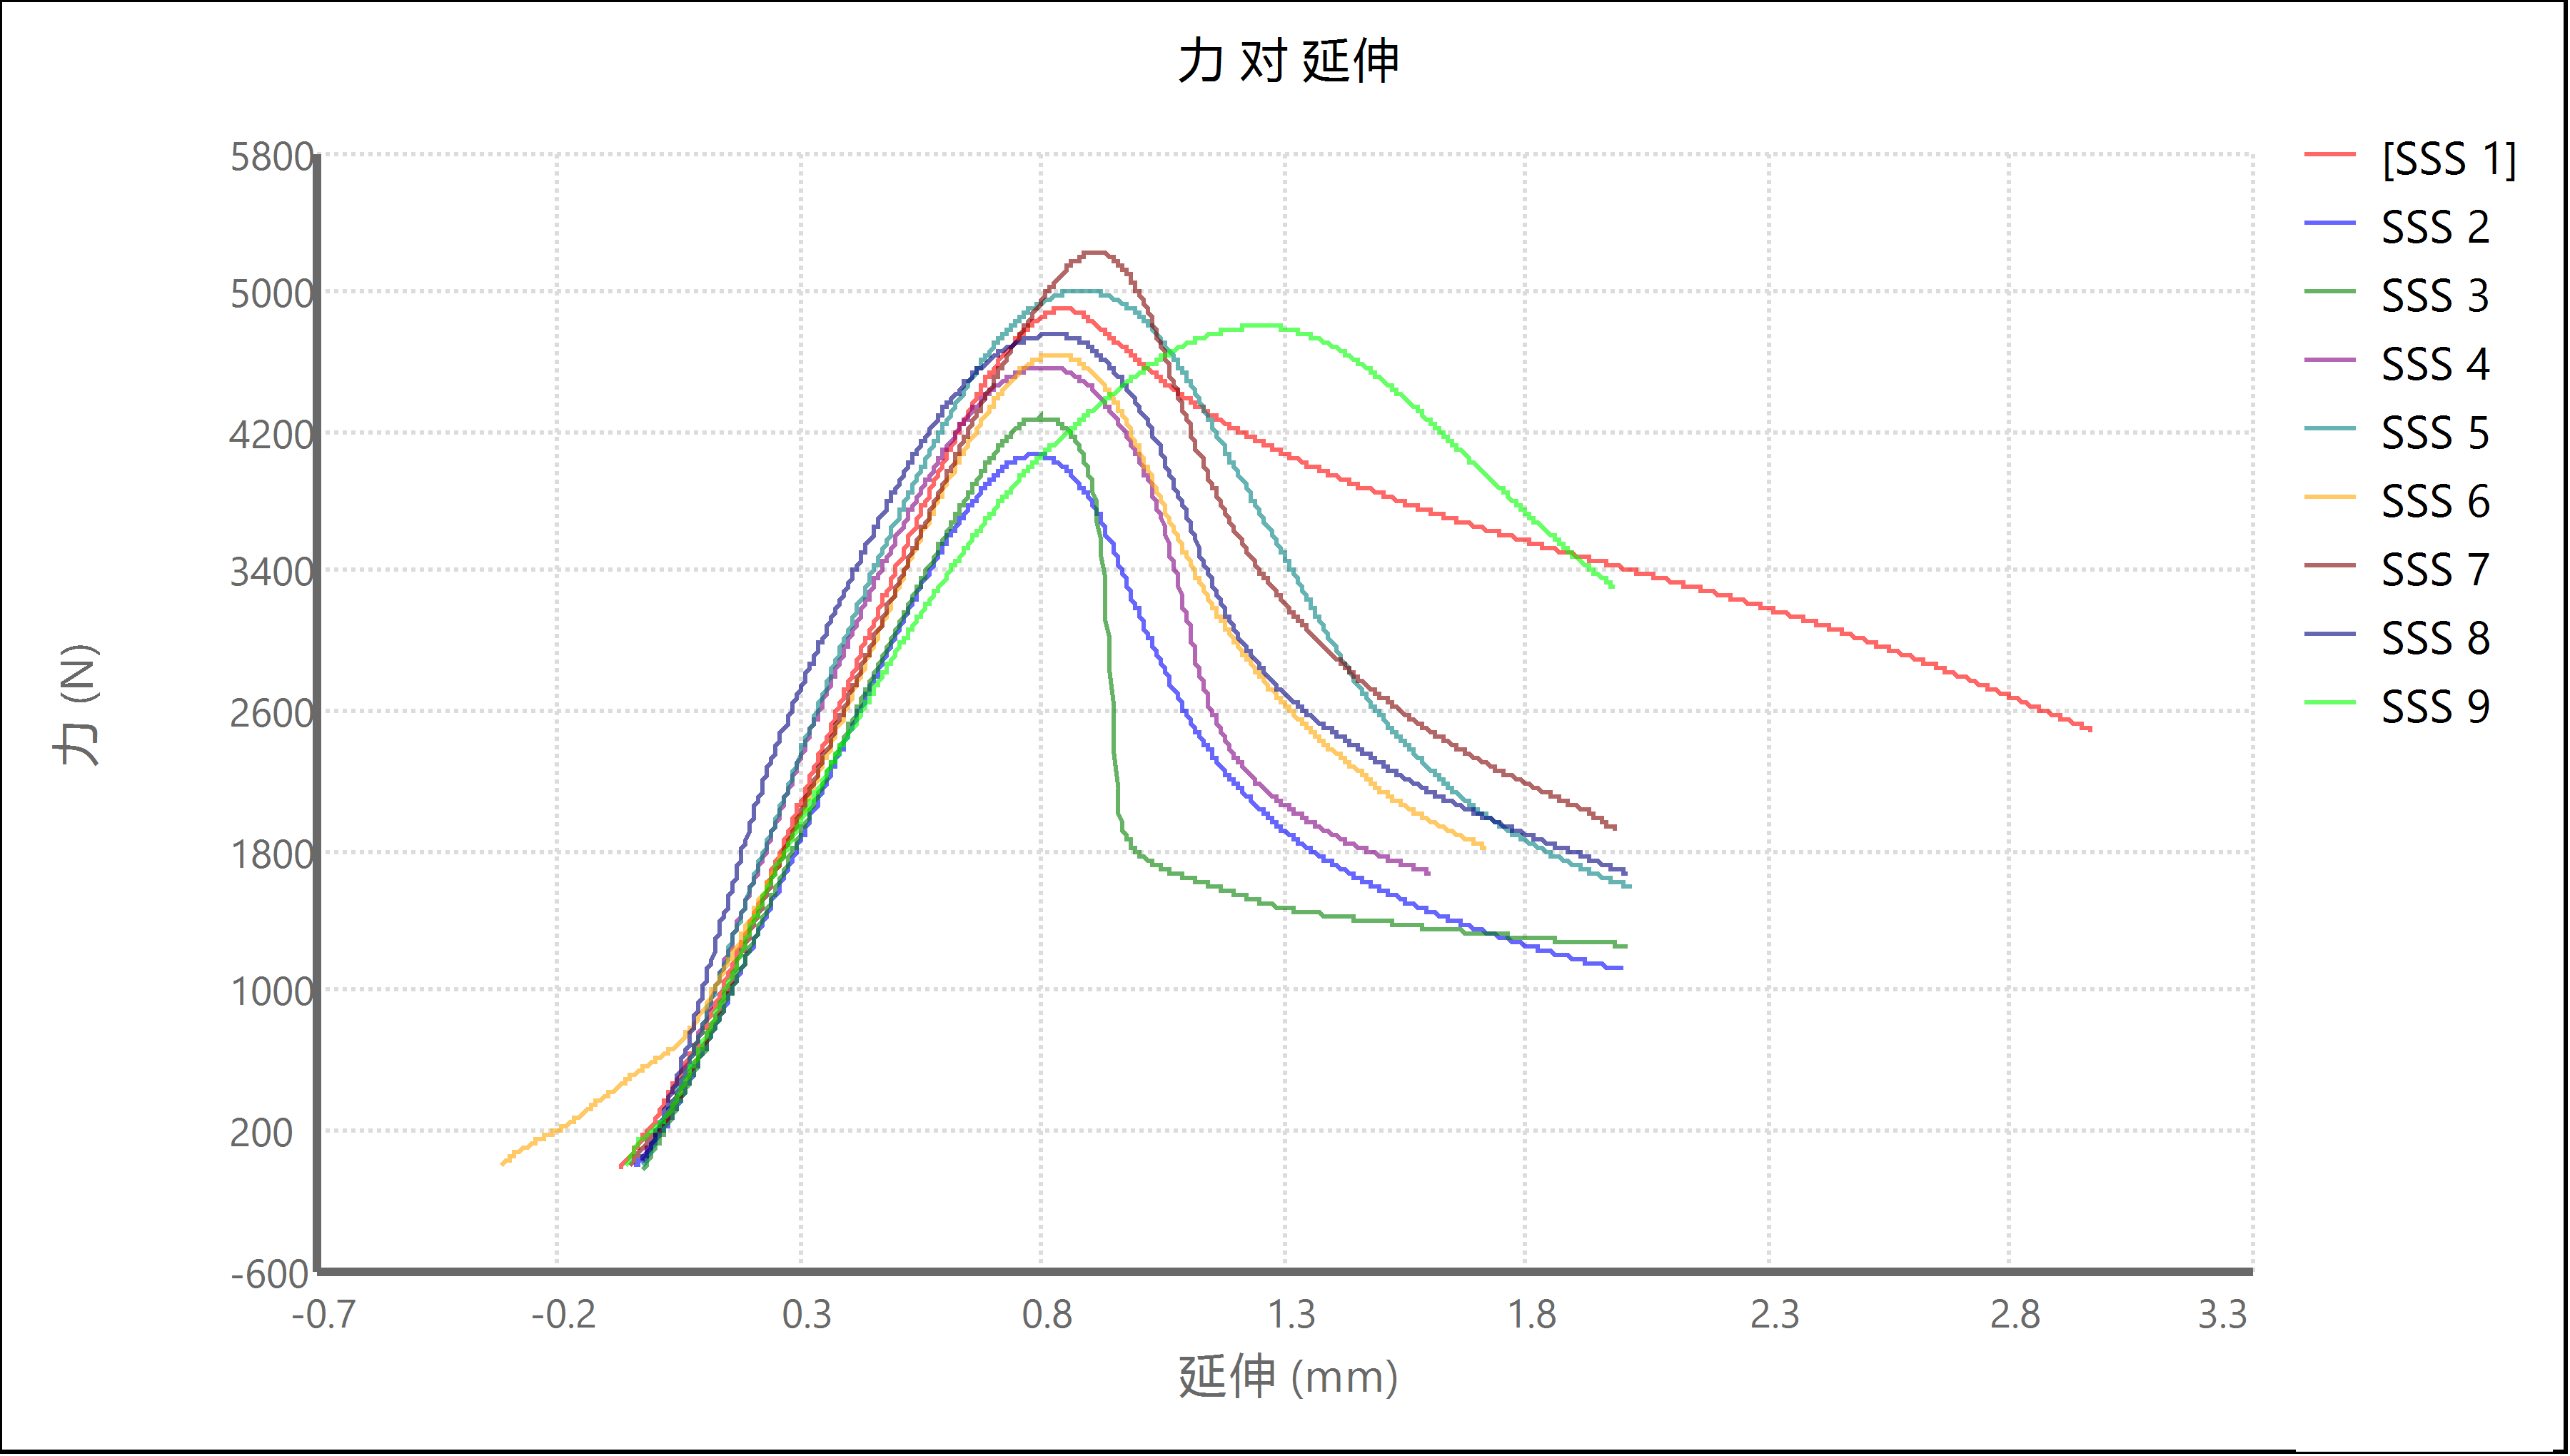 力 对 延伸
5800
5000
4200
3400
2600
1800
1000
200
-600
力 (N)
-0.7 -0.2 0.3 0.8 1.3 1.8 2.3 2.8 3.3
延伸 (mm)
[SSS 1]
SSS 2
SSS 3
SSS 4
SSS 5
SSS 6
SSS 7
SSS 8
SSS 9